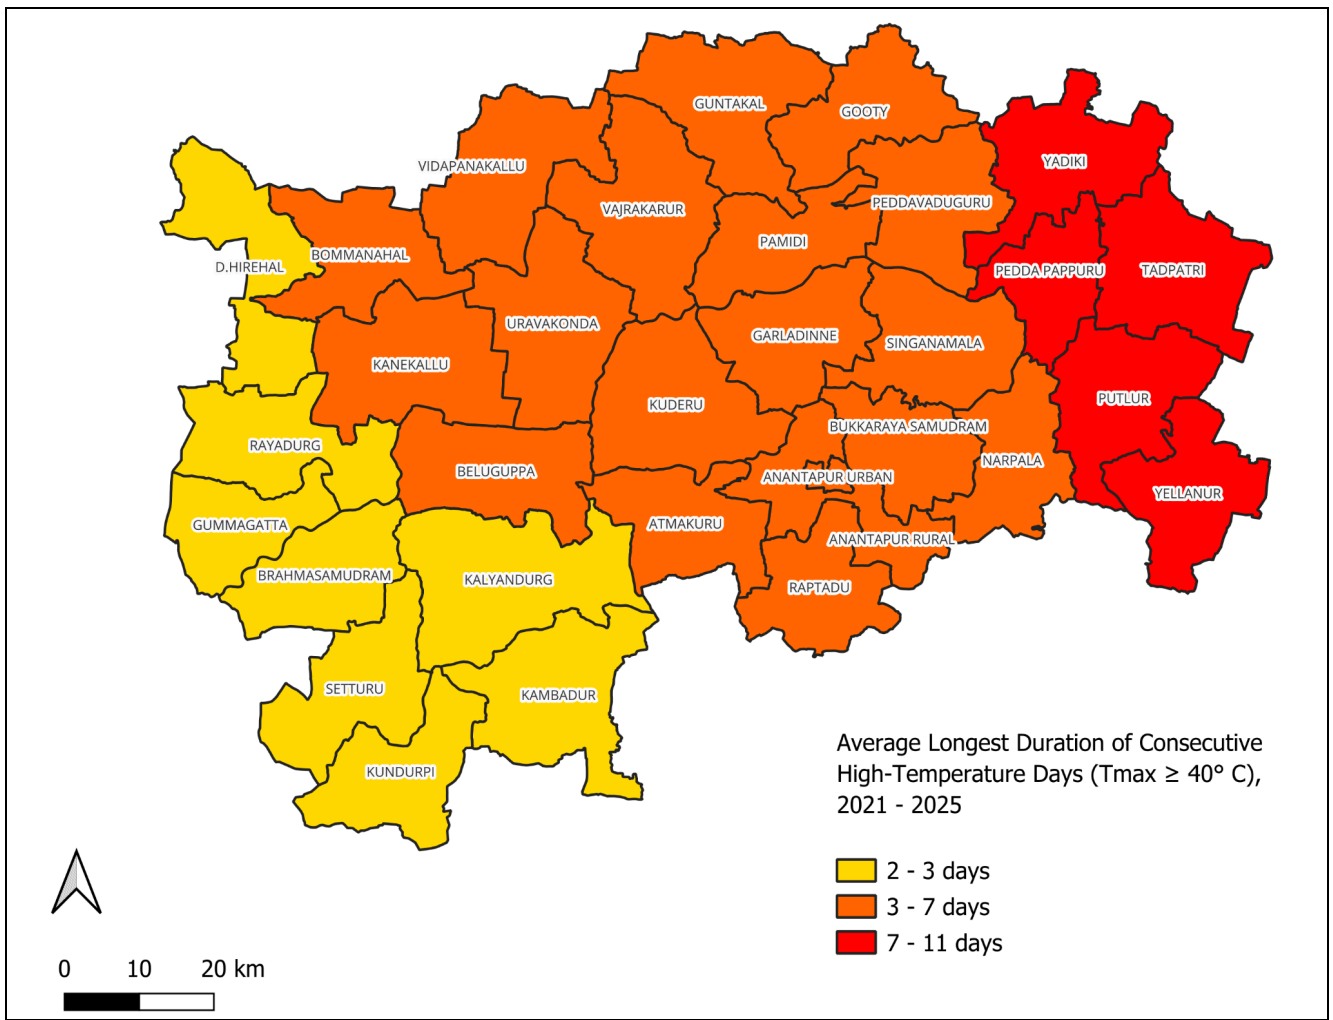 GUNTAKAL
GOOTY
YADIKI
VIDAPANAKALLU
VAJRAKARUR
PEDDAVADUGURU
PAMIDI
BOMMANAHAL
D.HIREHAL
PEDDA PAPPURU
TADPATRI
URAVAKONDA
GARLADINNE
SINGANAMALA
KANEKALLU
KUDERU
PUTLUR
BUKKARAYA SAMUDRAM
RAYADURG
NARPALA
BELUGUPPA
ANANTAPUR URBAN
YELLANUR
GUMMAGATTA
ATMAKURU
ANANTAPUR RURAL
BRAHMASAMUDRAM
KALYANDURG
RAPTADU
SETTURU
KAMBADUR
KUNDURPI
Average Longest Duration of Consecutive
High-Temperature Days (Tmax ≥ 40° C),
2021 - 2025
2 - 3 days
3 - 7 days
7 - 11 days
0 10 20 km